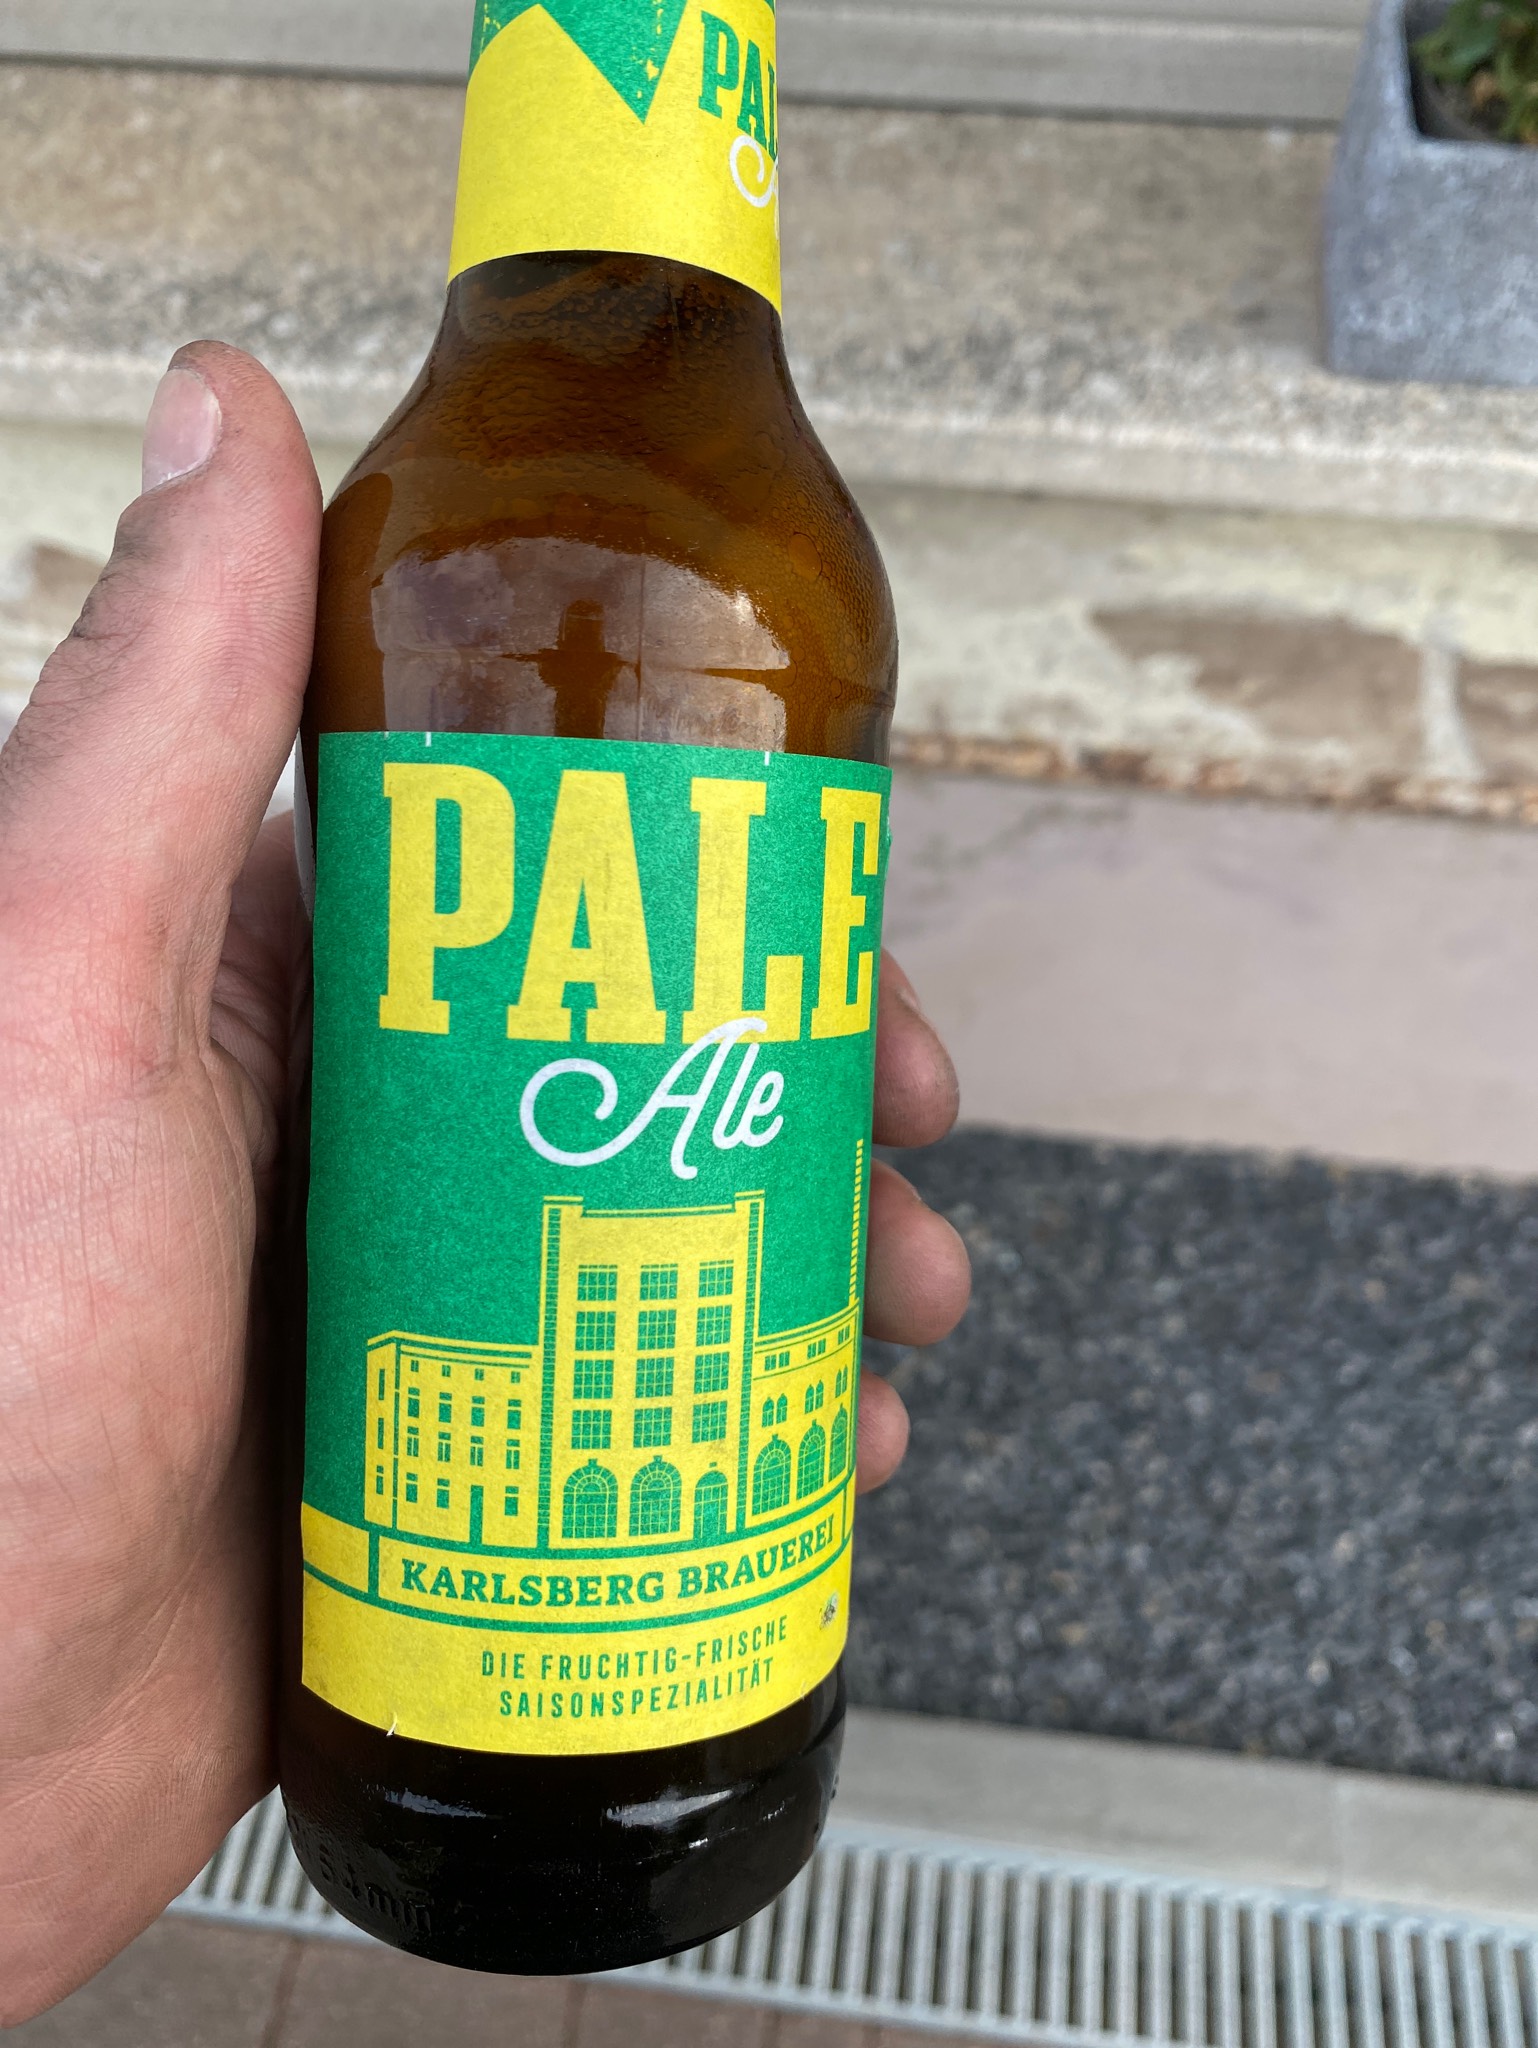 PALE
Ale
KARLSBERG BRAUEREI
DIE FRUCHTIG-FRISCHE
SAISONSPEZIALITÄT